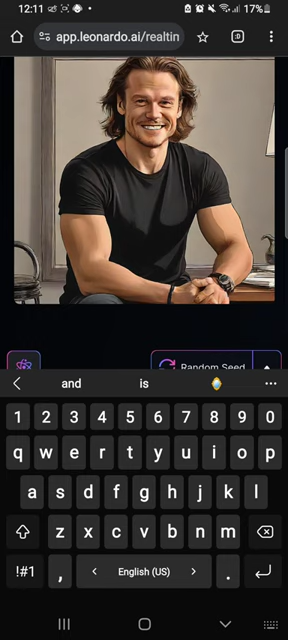 12:11
17%
app.leonardo.ai/realtin
Random Seed
and is
1 2 3 4 5 6 7 8 9 0
q w e r t y u i o p
a s d f g h j k l
z x c v b n m
!#1 , English (US) .